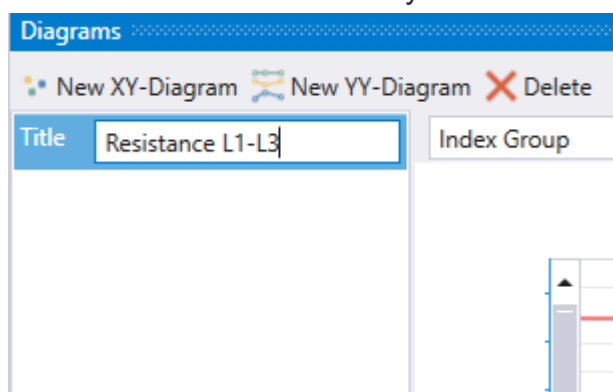 Diagrams
New XY-Diagram New YY-Diagram Delete
Title Resistance L1-L3 Index Group